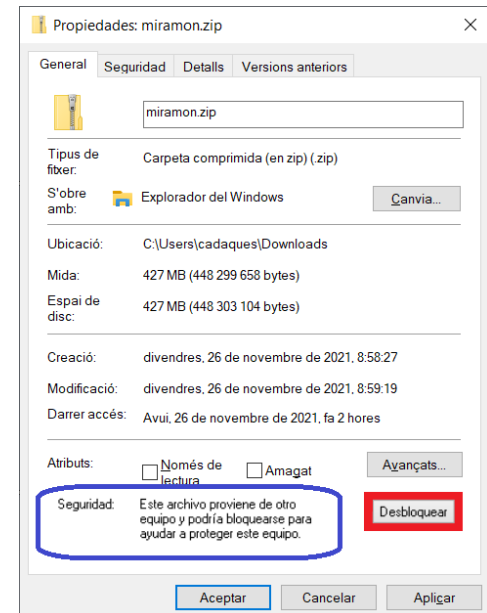 Propiedades: miramon.zip
General Seguridad Detalls Versions anteriors
miramon.zip
Tipus de fitxer: Carpeta comprimida (en zip) (.zip)
S'obre amb: Explorador del Windows Canvia...
Ubicació: C:\Users\cadaques\Downloads
Mida: 427 MB (448 299 658 bytes)
Espai de disc: 427 MB (448 303 104 bytes)
Creació: divendres, 26 de novembre de 2021, 8:58:27
Modificació: divendres, 26 de novembre de 2021, 8:59:19
Darrer accés: Avui, 26 de novembre de 2021, fa 2 hores
Atributs: Només de lectura Amagat Avançats...
Seguridad: Este archivo proviene de otro
equipo y podría bloquearse para
ayudar a proteger este equipo.
Desbloquear
Aceptar Cancelar Apligar